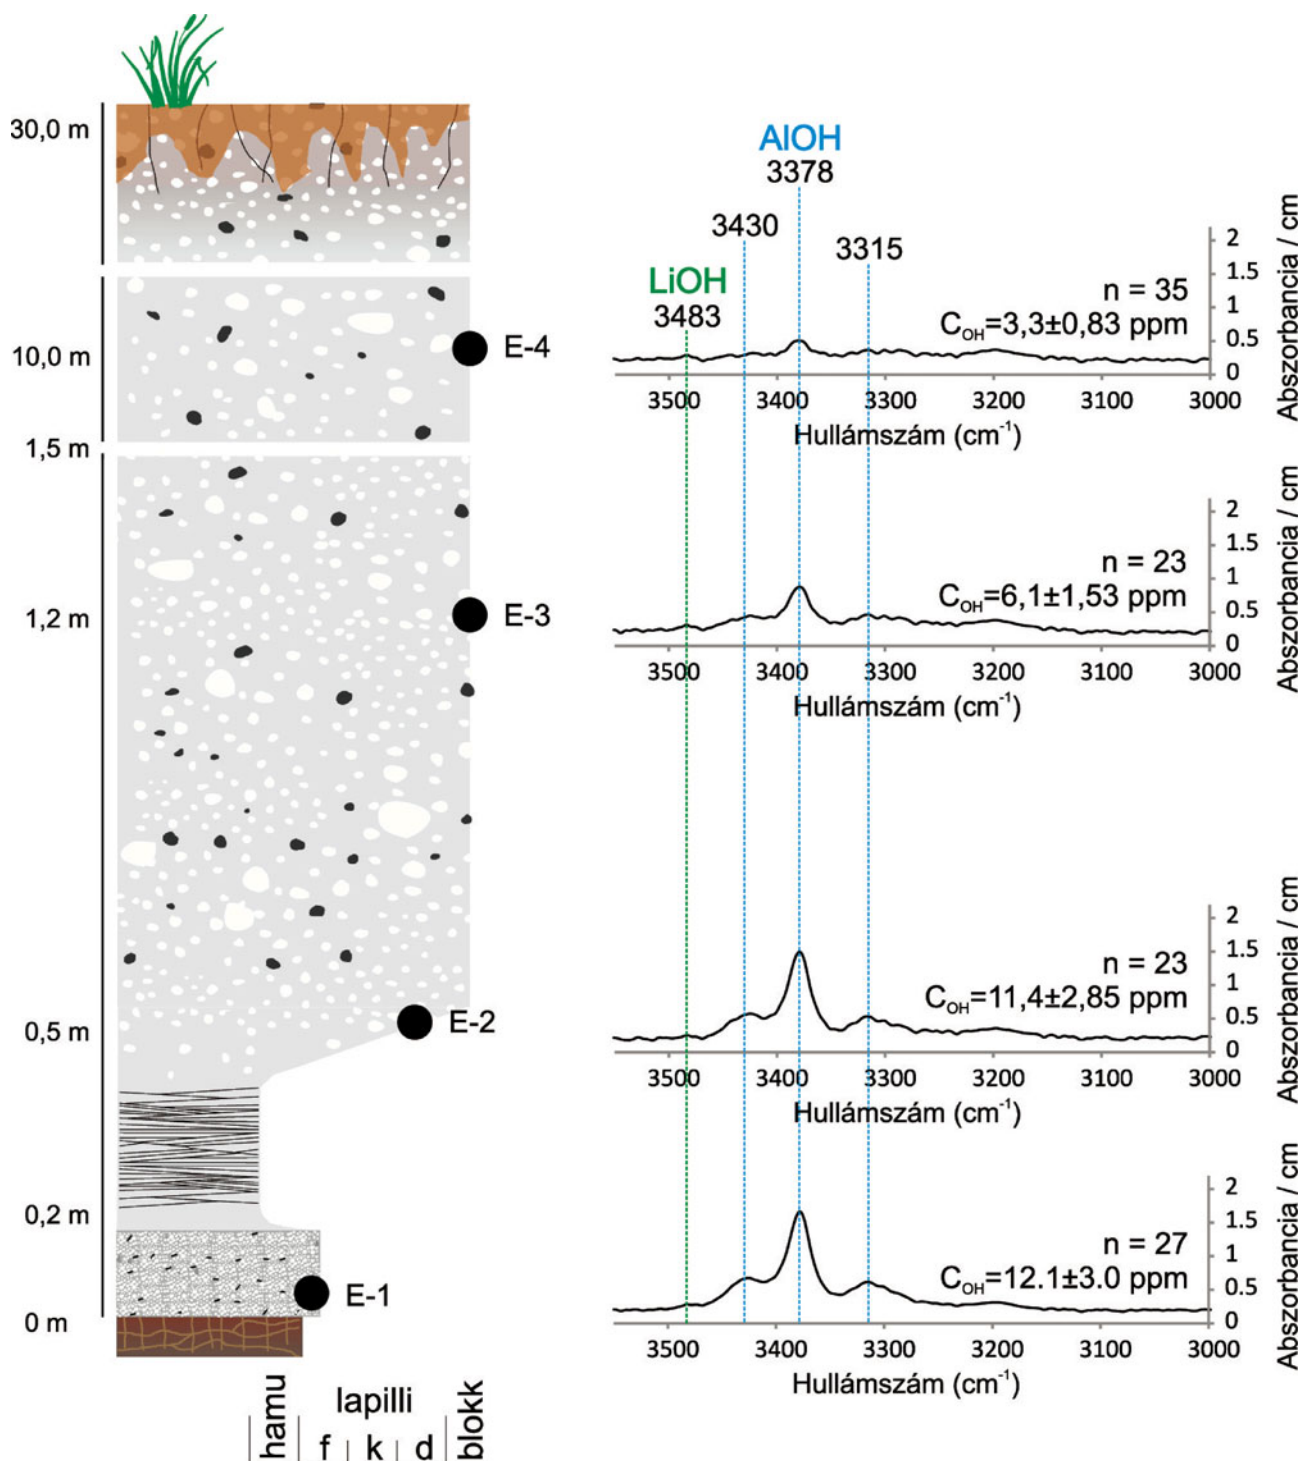 30,0 m
10,0 m
1,5 m
1,2 m
0,5 m
0,2 m
0 m
E-4
E-3
E-2
E-1
hamu
lapilli
f k d
blokk
AlOH
3378
3430
3315
LiOH
3483
n = 35
C_OH=3,3±0,83 ppm
2
1.5
1
0.5
0
Abszorbancia / cm
3500 3400 3300 3200 3100 3000
Hullámszám (cm⁻¹)
n = 23
C_OH=6,1±1,53 ppm
2
1.5
1
0.5
0
Abszorbancia / cm
3500 3400 3300 3200 3100 3000
Hullámszám (cm⁻¹)
n = 23
C_OH=11,4±2,85 ppm
2
1.5
1
0.5
0
Abszorbancia / cm
3500 3400 3300 3200 3100 3000
Hullámszám (cm⁻¹)
n = 27
C_OH=12.1±3.0 ppm
2
1.5
1
0.5
0
Abszorbancia / cm
3500 3400 3300 3200 3100 3000
Hullámszám (cm⁻¹)